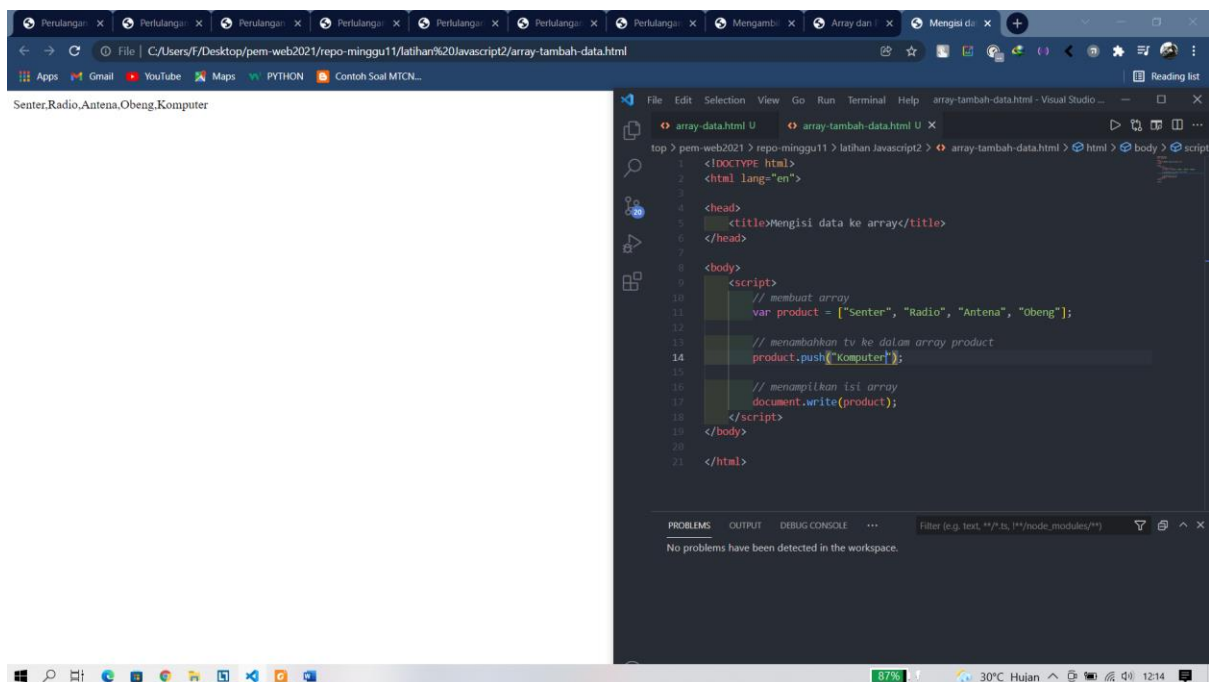 Perulangan
Perlulangan
Perulangan
Perlulangan
Perlulangan
Perlulangan
Perlulangan
Mengambil
Array dan
Mengisi da
File | C:/Users/F/Desktop/pem-web2021/repo-minggu11/latihan%20Javascript2/array-tambah-data.html
Apps Gmail YouTube Maps PYTHON Contoh Soal MTCN... Reading list
Senter,Radio,Antena,Obeng,Komputer
File Edit Selection View Go Run Terminal Help array-tambah-data.html - Visual Studio ...
array-data.html U array-tambah-data.html U
top > pem-web2021 > repo-minggu11 > latihan Javascript2 > array-tambah-data.html > html > body > script
1 <!DOCTYPE html>
2 <html lang="en">
3
4 <head>
5 <title>Mengisi data ke array</title>
6 </head>
7
8 <body>
9 <script>
10 // membuat array
11 var product = ["Senter", "Radio", "Antena", "Obeng"];
12
13 // menambahkan tv ke dalam array product
14 product.push("Komputer");
15
16 // menampilkan isi array
17 document.write(product);
18 </script>
19 </body>
20
21 </html>
20
PROBLEMS OUTPUT DEBUG CONSOLE ... Filter (e.g. text, **/*.ts, !**/node_modules/**)
No problems have been detected in the workspace.
87% 30°C Hujan 12:14